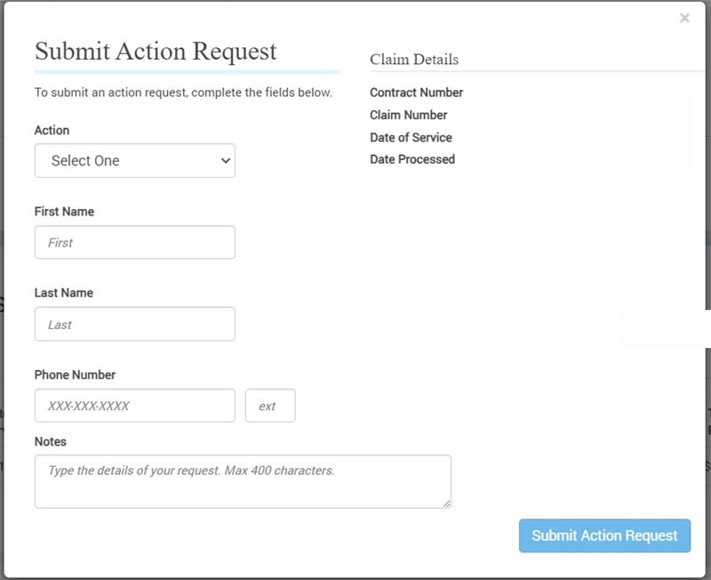 ×
Submit Action Request
To submit an action request, complete the fields below.
Action
Select One
First Name
First
Last Name
Last
Phone Number
XXX-XXX-XXXX
ext
Notes
Type the details of your request. Max 400 characters.
Claim Details
Contract Number
Claim Number
Date of Service
Date Processed
Submit Action Request